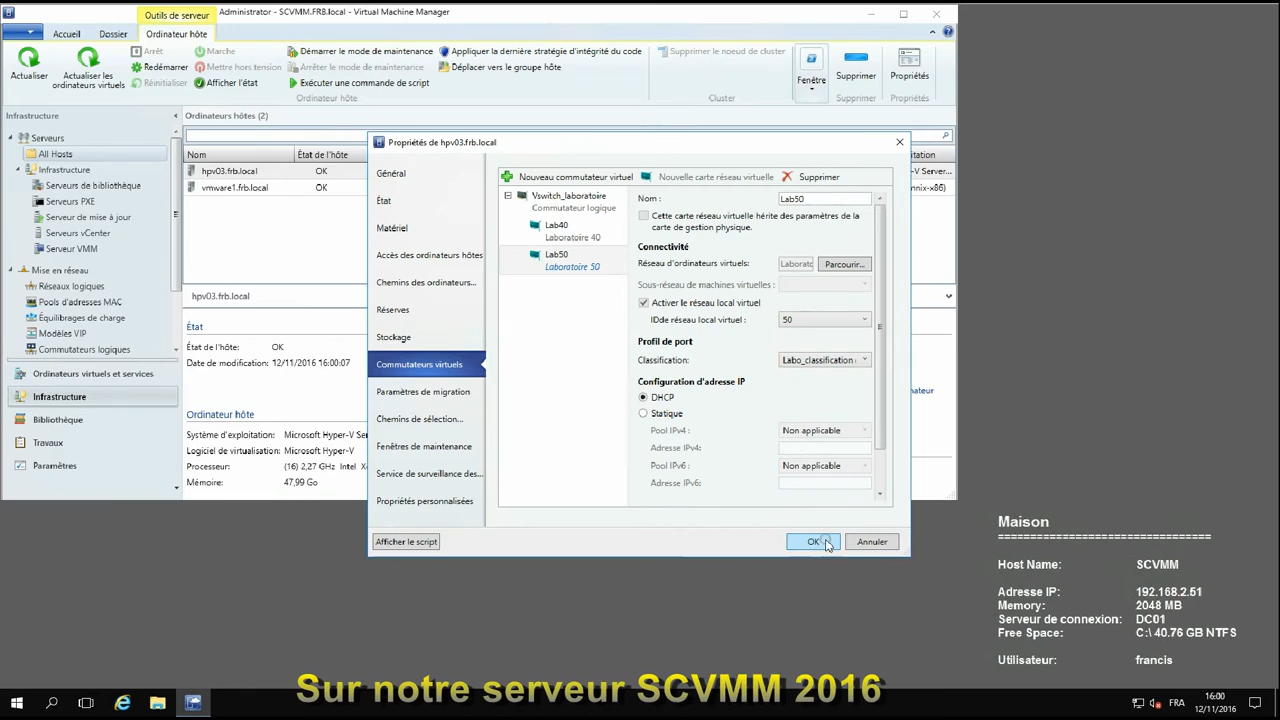 Outils de serveur
Administrator - SCVMM.FRB.local - Virtual Machine Manager
Accueil
Dossier
Ordinateur hôte
Actualiser
Actualiser les
ordinateurs virtuels
Arrêt
Redémarrer
Réinitialiser
Marche
Mettre hors tension
Afficher l'état
Démarrer le mode de maintenance
Arrêter le mode de maintenance
Exécuter une commande de script
Appliquer la dernière stratégie d'intégrité du code
Déplacer vers le groupe hôte
Ordinateur hôte
Supprimer le noeud de cluster
Cluster
Fenêtre
Supprimer
Supprimer
Propriétés
Propriétés
Infrastructure
Serveurs
All Hosts
Infrastructure
Serveurs de bibliothèque
Serveurs PXE
Serveur de mise à jour
Serveurs vCenter
Serveur VMM
Mise en réseau
Réseaux logiques
Pools d'adresses MAC
Équilibrages de charge
Modèles VIP
Commutateurs logiques
Ordinateurs virtuels et services
Infrastructure
Bibliothèque
Travaux
Paramètres
Ordinateurs hôtes (2)
Nom
État de l'hôte
hpv03.frb.local
OK
vmware1.frb.local
OK
itation
-V Server...
nnix-x86)
hpv03.frb.local
État
État de l'hôte: OK
Date de modification: 12/11/2016 16:00:07
Ordinateur hôte
Système d'exploitation: Microsoft Hyper-V Se
Logiciel de virtualisation: Microsoft Hyper-V
Processeur: (16) 2,27 GHz Intel Xe
Mémoire: 47,99 Go
nateur
Propriétés de hpv03.frb.local
Général
État
Matériel
Accès des ordinateurs hôtes
Chemins des ordinateurs...
Réserves
Stockage
Commutateurs virtuels
Paramètres de migration
Chemins de sélection...
Fenêtres de maintenance
Service de surveillance des...
Propriétés personnalisées
Nouveau commutateur virtuel
Nouvelle carte réseau virtuelle
Supprimer
Vswitch_laboratoire
Commutateur logique
Lab40
Laboratoire 40
Lab50
Laboratoire 50
Nom : Lab50
Cette carte réseau virtuelle hérite des paramètres de la
carte de gestion physique.
Connectivité
Réseau d'ordinateurs virtuels: Laborato Parcourir...
Sous-réseau de machines virtuelles :
Activer le réseau local virtuel
IDde réseau local virtuel : 50
Profil de port
Classification: Labo_classification
Configuration d'adresse IP
DHCP
Statique
Pool IPv4 : Non applicable
Adresse IPv4:
Pool IPv6 : Non applicable
Adresse IPv6:
Afficher le script
OK
Annuler
Maison
Host Name: SCVMM
Adresse IP: 192.168.2.51
Memory: 2048 MB
Serveur de connexion: DC01
Free Space: C:\ 40.76 GB NTFS
Utilisateur: francis
Sur notre serveur SCVMM 2016
FRA
16:00
12/11/2016